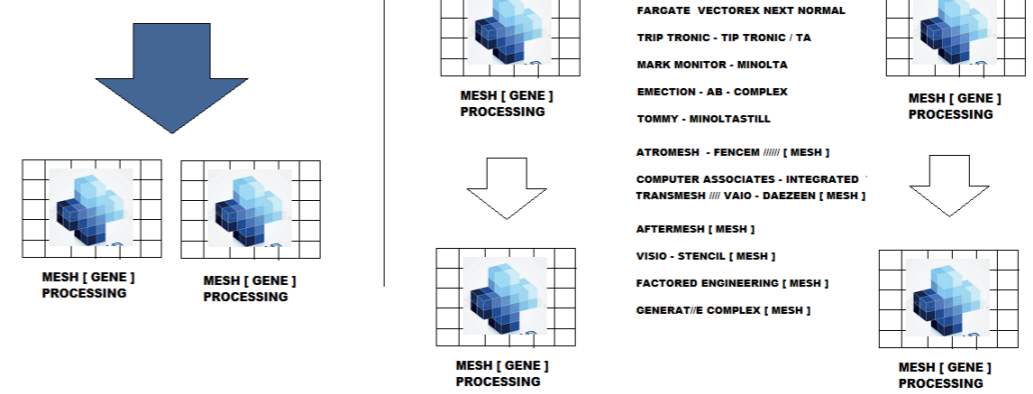 MESH [ GENE ]
PROCESSING
MESH [ GENE ]
PROCESSING
MESH [ GENE ]
PROCESSING
MESH [ GENE ]
PROCESSING
FARGATE VECTOREX NEXT NORMAL
TRIP TRONIC - TIP TRONIC / TA
MARK MONITOR - MINOLTA
EMECTION - AB - COMPLEX
TOMMY - MINOLTASTILL
ATROMESH - FENCEM ////// [ MESH ]
COMPUTER ASSOCIATES - INTEGRATED
TRANSMESH //// VAIO - DAEZEEN [ MESH ]
AFTERMESH [ MESH ]
VISIO - STENCIL [ MESH ]
FACTORED ENGINEERING [ MESH ]
GENERAT//E COMPLEX [ MESH ]
MESH [ GENE ]
PROCESSING
MESH [ GENE ]
PROCESSING